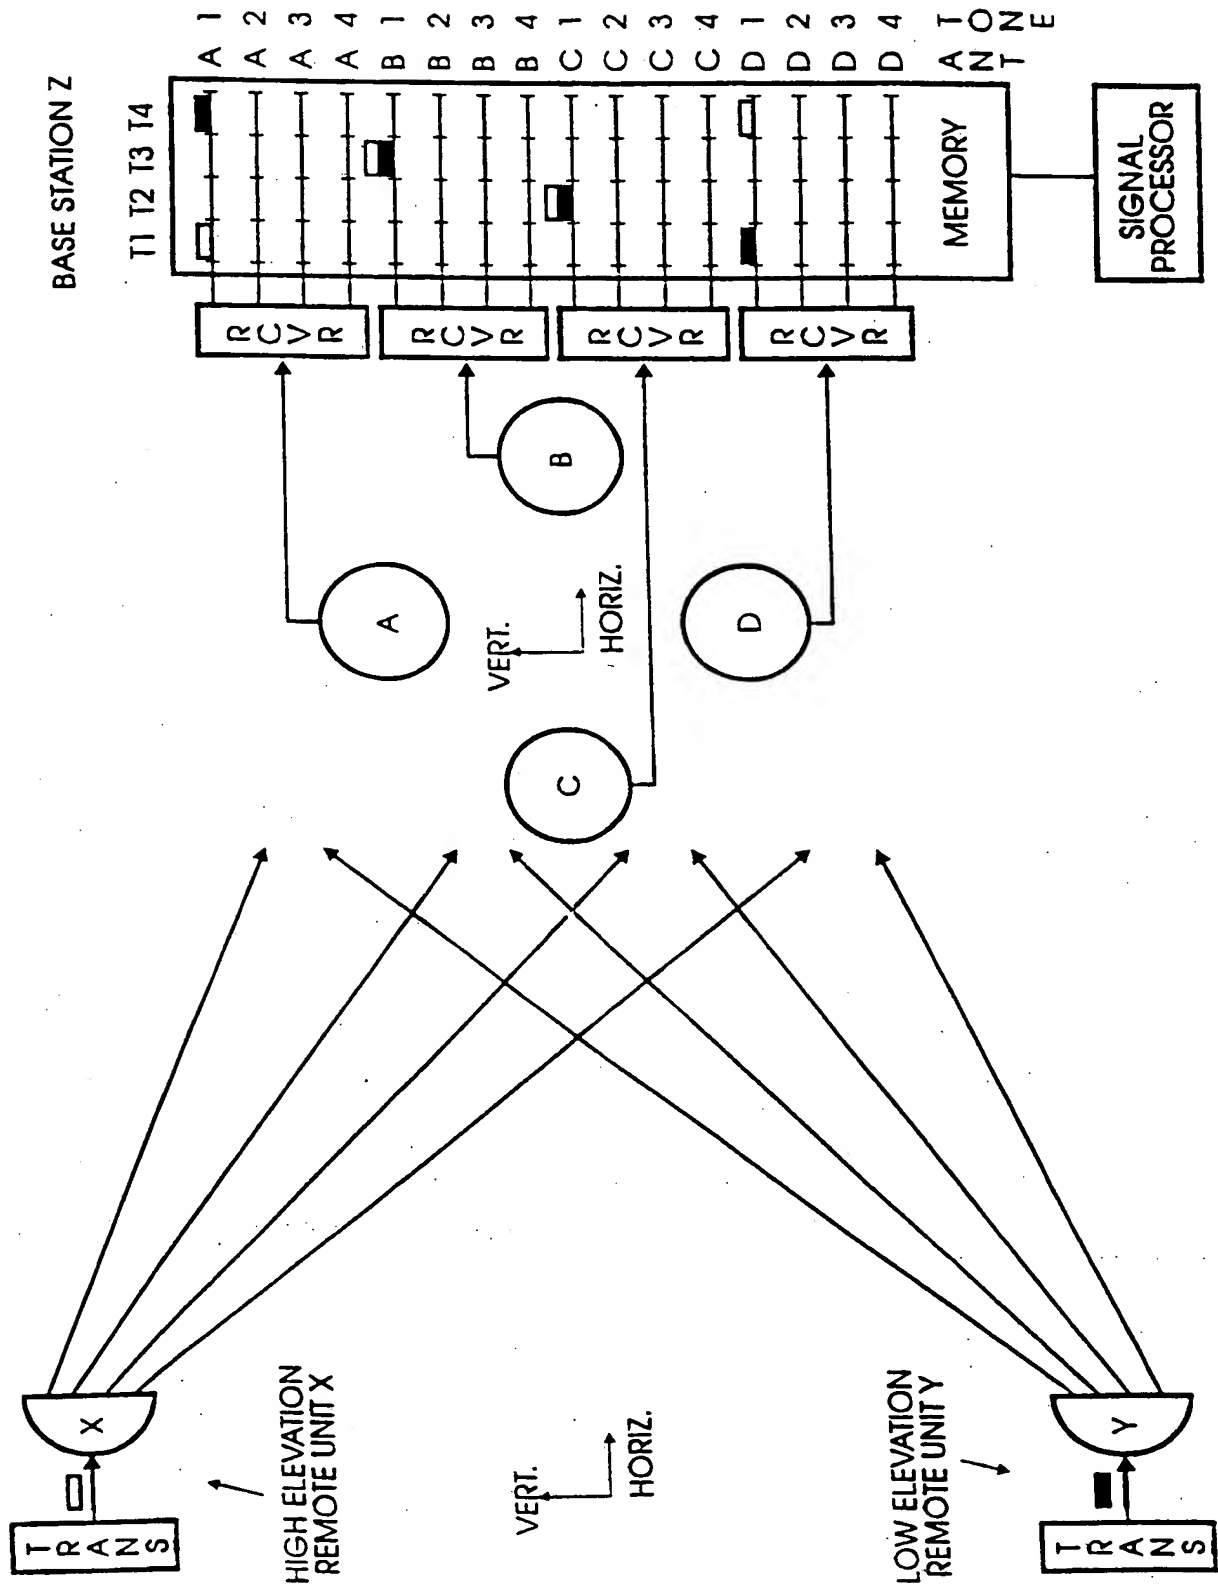 BASE STATION Z
T1 T2 T3 T4
A 1
A 2
A 3
A 4
B 1
B 2
B 3
B 4
C 1
C 2
C 3
C 4
D 1
D 2
D 3
D 4
ANT
TONE
RCVR
RCVR
RCVR
RCVR
MEMORY
SIGNAL
PROCESSOR
A
B
C
D
VERT.
HORIZ.
TRANS
X
HIGH ELEVATION
REMOTE UNIT X
VERT.
HORIZ.
LOW ELEVATION
REMOTE UNIT Y
TRANS
Y